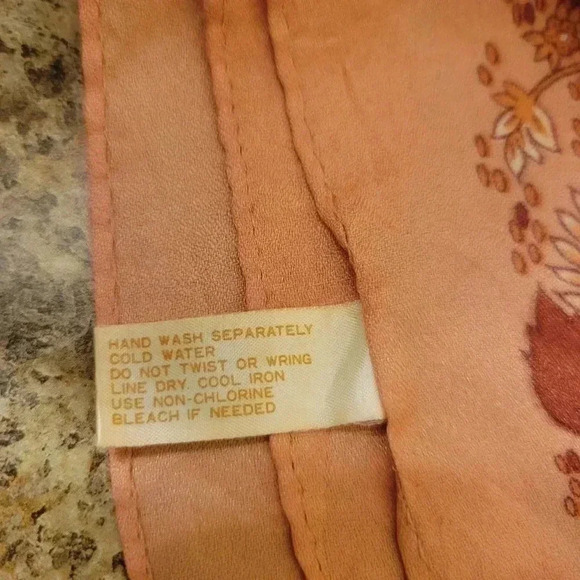 HAND WASH SEPARATELY
COLD WATER
DO NOT TWIST OR WRING
LINE DRY. COOL IRON
USE NON-CHLORINE
BLEACH IF NEEDED